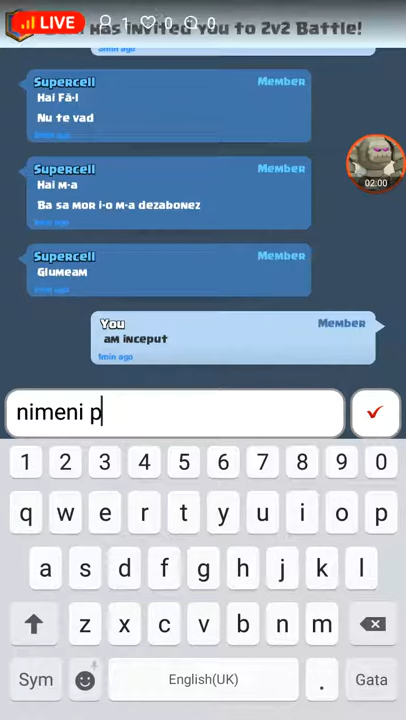 LIVE 1 0 0
HAS INVITED YOU TO 2V2 BATTLE!
3min ago
Supercell Member
Hai Fă-l
Nu te vad
Supercell Member
Hai M-a
Ba sa mor i-o m-a dezabonez
Supercell Member
Glumeam
You Member
am inceput
1min ago
02:00
nimeni p
1 2 3 4 5 6 7 8 9 0
q w e r t y u i o p
a s d f g h j k l
z x c v b n m
Sym English(UK) . Gata